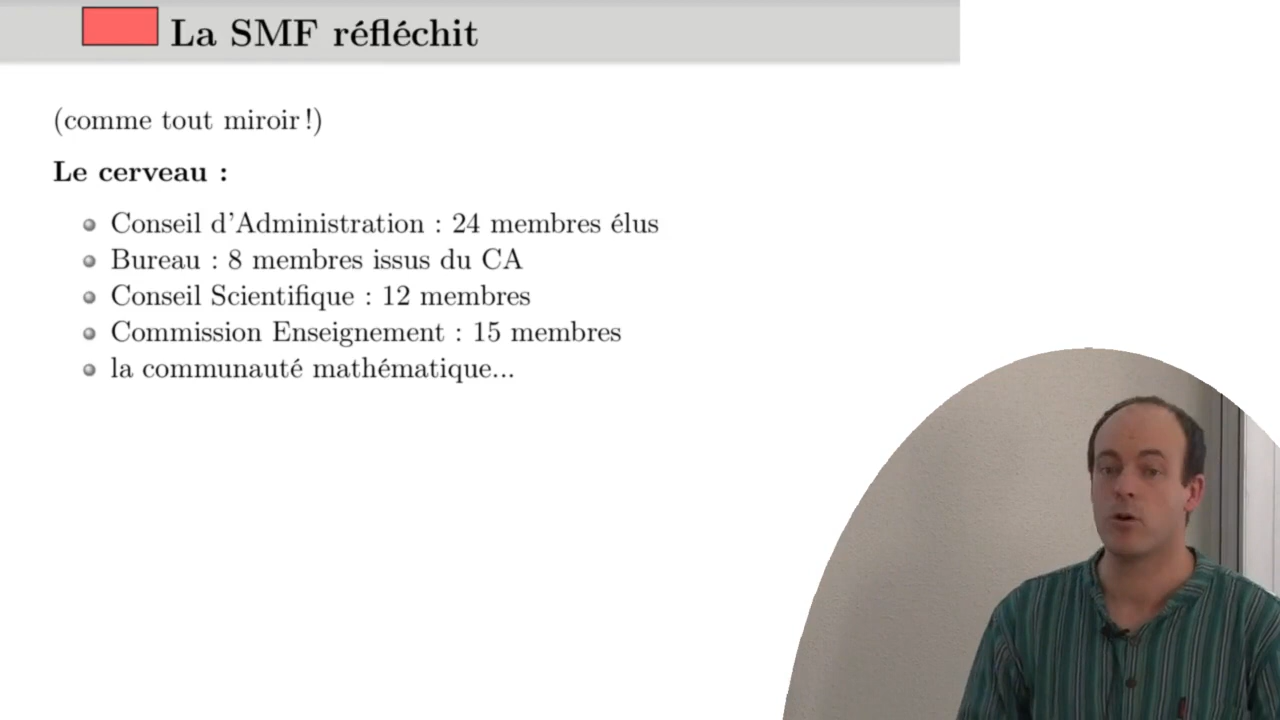 La SMF réfléchit
(comme tout miroir !)
Le cerveau :
Conseil d'Administration : 24 membres élus
Bureau : 8 membres issus du CA
Conseil Scientifique : 12 membres
Commission Enseignement : 15 membres
la communauté mathématique...